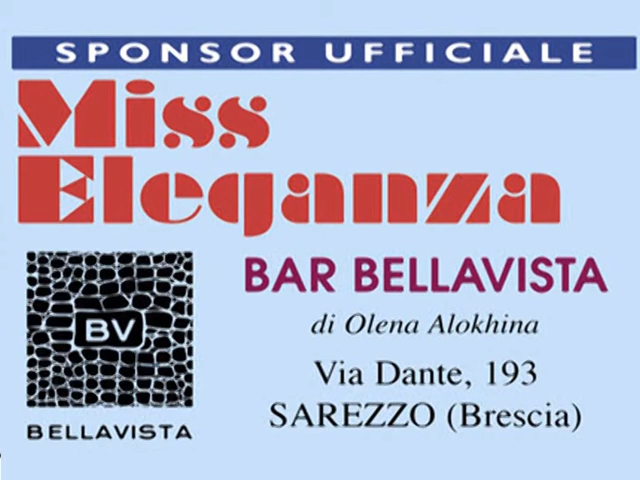 SPONSOR UFFICIALE
Miss
Eleganza
BV
BELLAVISTA
BAR BELLAVISTA
di Olena Alokhina
Via Dante, 193
SAREZZO (Brescia)